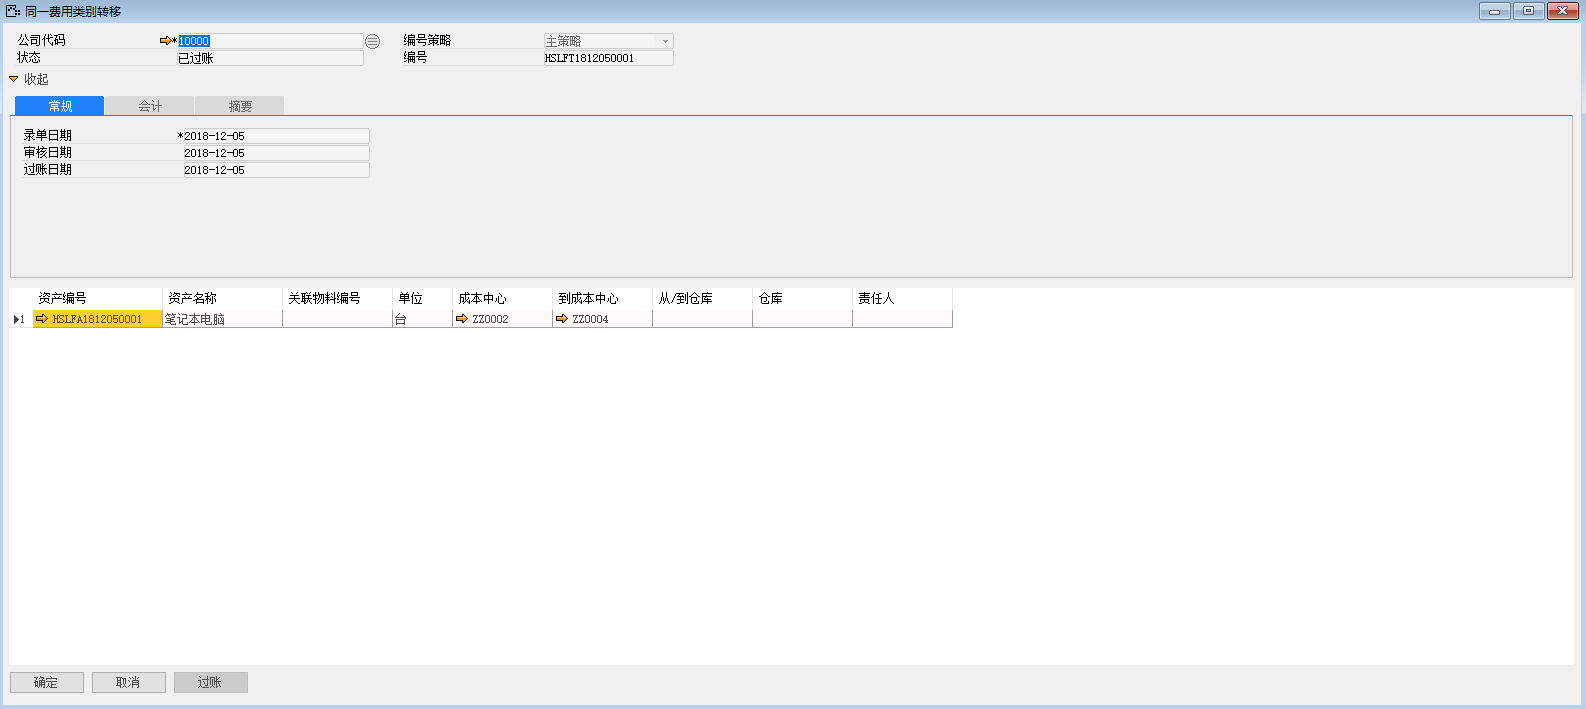 同一费用类别转移
公司代码 *10000 编号策略 主策略
状态 已过账 编号 HSLFT1812050001
收起
常规 会计 摘要
录单日期 *2018-12-05
审核日期 2018-12-05
过账日期 2018-12-05
资产编号 资产名称 关联物料编号 单位 成本中心 到成本中心 从/到仓库 仓库 责任人
1 HSLFA1812050001 笔记本电脑 台 ZZ0002 ZZ0004
确定 取消 过账